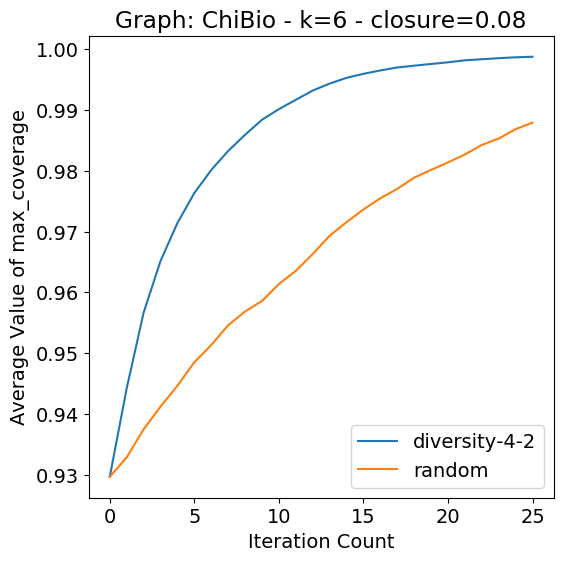 Graph: ChiBio - k=6 - closure=0.08
Average Value of max_coverage
1.00
0.99
0.98
0.97
0.96
0.95
0.94
0.93
diversity-4-2
random
0 5 10 15 20 25
Iteration Count